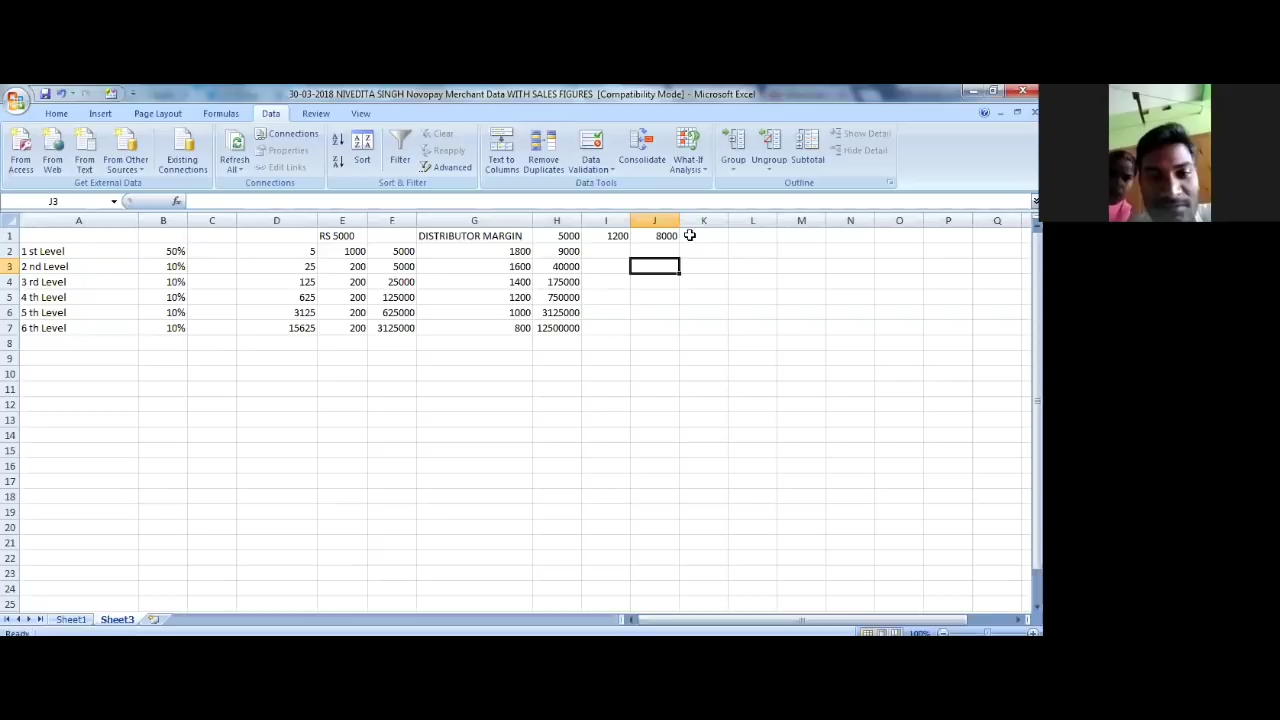 30-03-2018 NIVEDITA SINGH Novopay Merchant Data WITH SALES FIGURES [Compatibility Mode] - Microsoft Excel
Home Insert Page Layout Formulas Data Review View
From Access From Web From Text From Other Sources Existing Connections Refresh All Connections Properties Edit Links Sort Filter Clear Reapply Advanced Text to Columns Remove Duplicates Data Validation Consolidate What-If Analysis Group Ungroup Subtotal Show Detail Hide Detail
Get External Data Connections Sort & Filter Data Tools Outline
J3 fx
A B C D E F G H I J K L M N O P Q
1 RS 5000 DISTRIBUTOR MARGIN 5000 1200 8000
2 1 st Level 50% 5 1000 5000 1800 9000
3 2 nd Level 10% 25 200 5000 1600 40000
4 3 rd Level 10% 125 200 25000 1400 175000
5 4 th Level 10% 625 200 125000 1200 750000
6 5 th Level 10% 3125 200 625000 1000 3125000
7 6 th Level 10% 15625 200 3125000 800 12500000
8
9
10
11
12
13
14
15
16
17
18
19
20
21
22
23
24
25
Sheet1 Sheet3
Ready 100%